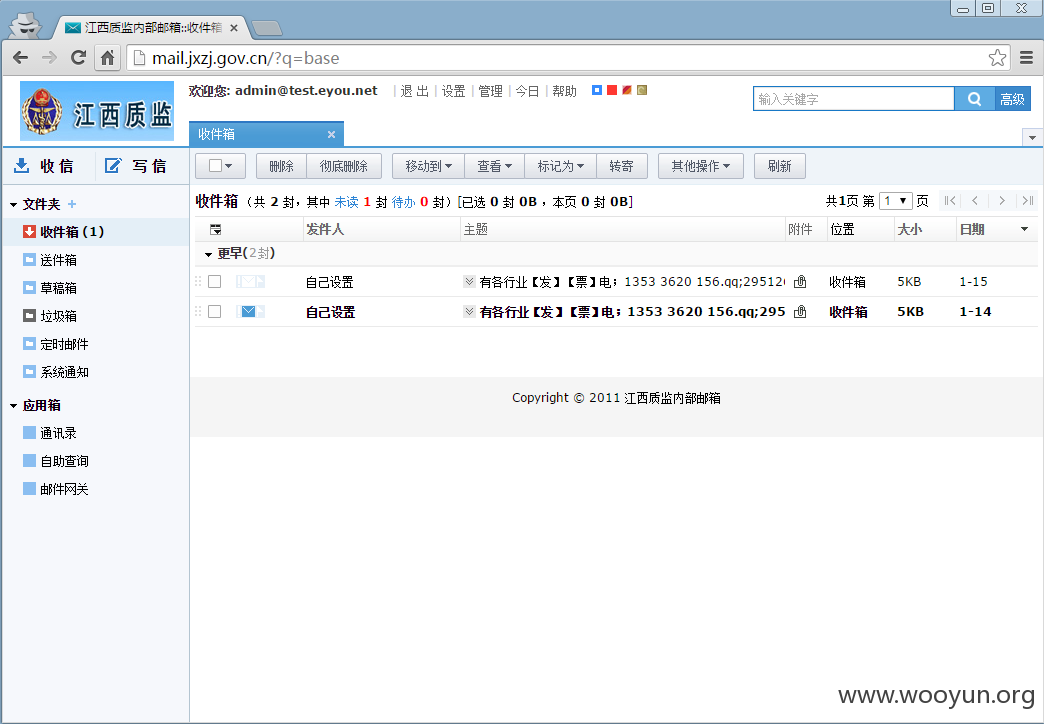 江西质监内部邮箱::收件箱
mail.jxzj.gov.cn/?q=base
江西质监
欢迎您: admin@test.eyou.net
退 出 | 设置 | 管理 | 今日 | 帮助
输入关键字
高级
收件箱
收 信
写 信
删除
彻底删除
移动到
查看
标记为
转寄
其他操作
刷新
文件夹 +
收件箱 (1)
送件箱
草稿箱
垃圾箱
定时邮件
系统通知
应用箱
通讯录
自助查询
邮件网关
收件箱（共 2 封，其中 未读 1 封 待办 0 封）[已选 0 封 0B ，本页 0 封 0B]
共1页 第 1 页
发件人 主题 附件 位置 大小 日期
更早(2封)
自己设置 有各行业【发】【票】电；1353 3620 156.qq;29512 收件箱 5KB 1-15
自己设置 有各行业【发】【票】电；1353 3620 156.qq;295 收件箱 5KB 1-14
Copyright © 2011 江西质监内部邮箱
www.wooyun.org